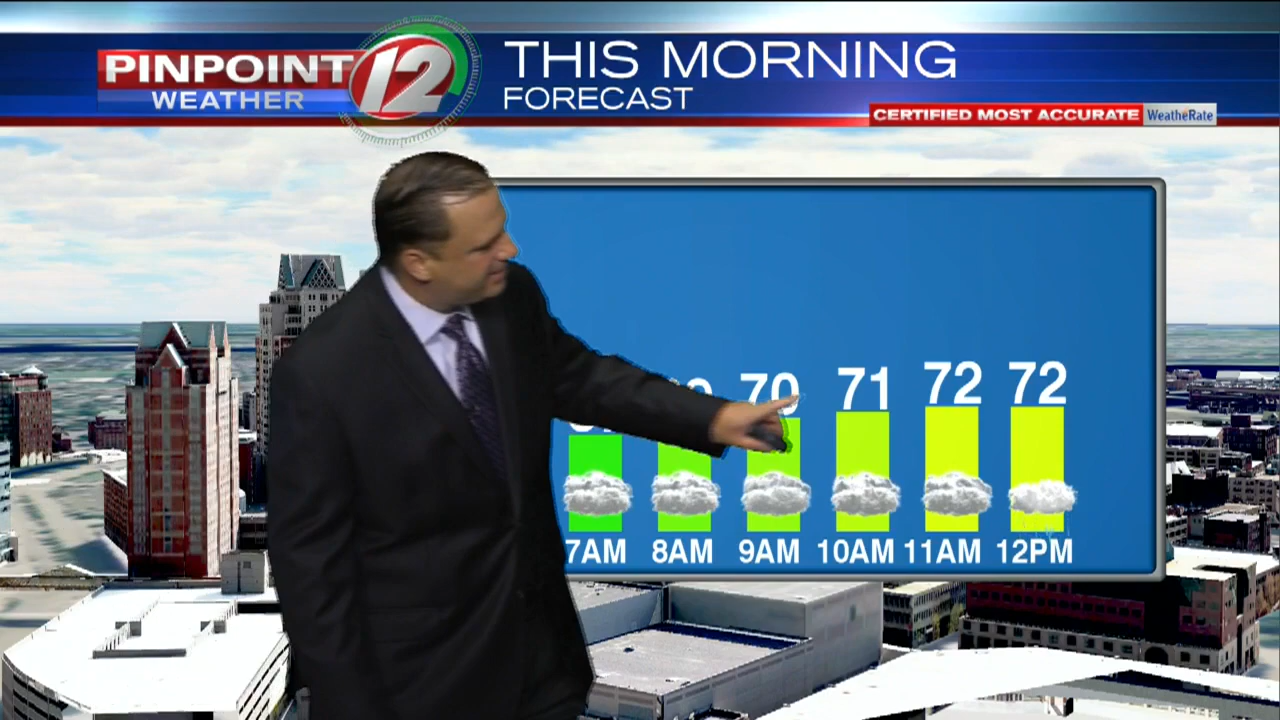 PINPOINT
WEATHER
12
THIS MORNING
FORECAST
CERTIFIED MOST ACCURATE WeatheRate
70 71 72 72
7AM 8AM 9AM 10AM 11AM 12PM